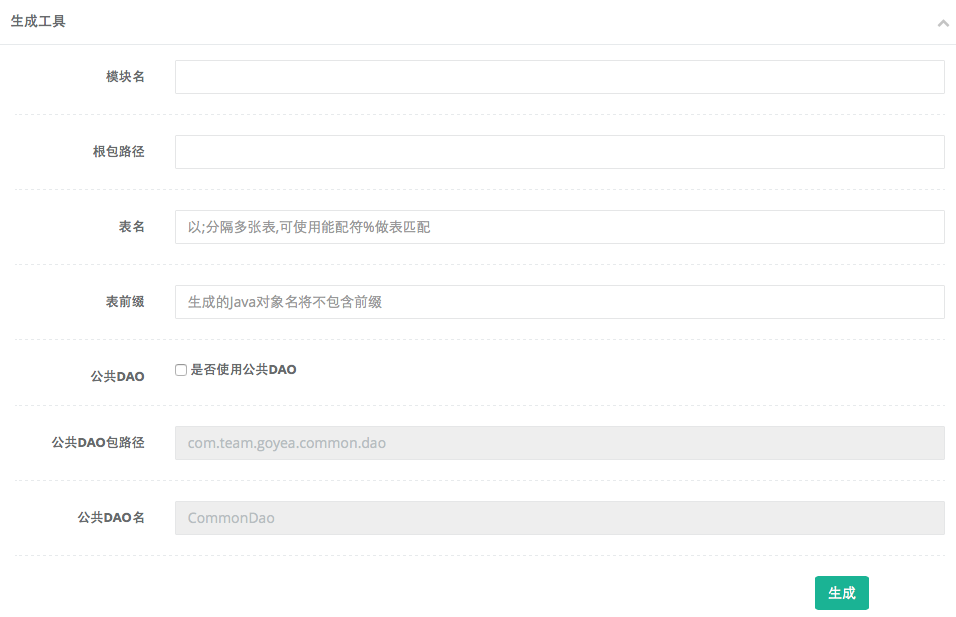 生成工具
模块名
根包路径
表名
以;分隔多张表,可使用能配符%做表匹配
表前缀
生成的Java对象名将不包含前缀
公共DAO
是否使用公共DAO
公共DAO包路径
com.team.goyea.common.dao
公共DAO名
CommonDao
生成